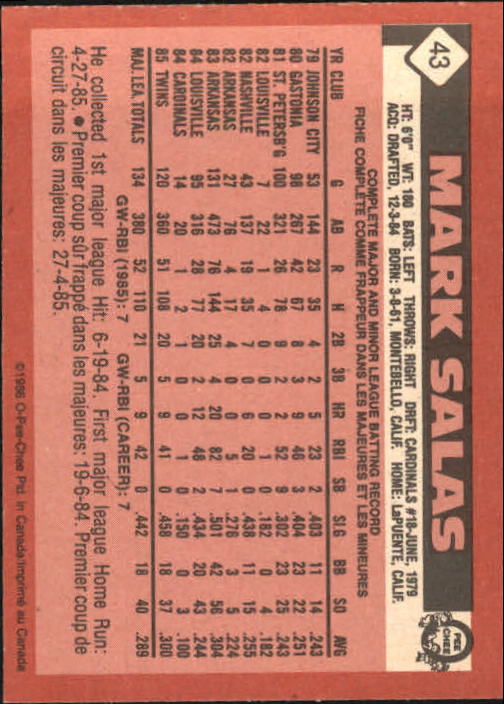 43
MARK SALAS
O-PEE-CHEE
HT: 6'0" WT: 180 BATS: LEFT THROWS: RIGHT DRFT: CARDINALS #18-JUNE, 1979
ACQ: DRAFTED, 12-3-84 BORN: 3-8-61, MONTEBELLO, CALIF. HOME: LaPUENTE, CALIF.
COMPLETE MAJOR AND MINOR LEAGUE BATTING RECORD
FICHE COMPLÈTE COMME FRAPPEUR DANS LES MAJEURES ET LES MINEURES
YR CLUB G AB R H 2B 3B HR RBI SB SLG BB SO AVG
79 JOHNSON CITY 53 144 23 35 4 2 5 23 2 .403 11 14 .243
80 GASTONIA 98 267 42 67 8 3 9 46 3 .404 23 22 .251
81 ST. PETERSB'G 100 321 26 78 9 2 2 52 9 .302 23 25 .243
82 LOUISVILLE 7 22 1 4 0 0 0 1 0 .182 0 4 .182
82 NASHVILLE 43 137 19 35 7 0 6 20 0 .438 11 15 .255
82 ARKANSAS 27 76 4 17 4 0 0 5 1 .276 3 5 .224
83 ARKANSAS 131 473 76 144 25 4 20 82 7 .501 42 56 .304
84 LOUISVILLE 95 316 28 77 20 2 12 48 2 .434 20 43 .244
84 CARDINALS 14 20 1 2 1 0 0 1 0 .150 0 3 .100
85 TWINS 120 360 51 108 20 5 9 41 0 .458 18 37 .300
MAJ. LEA. TOTALS 134 380 52 110 21 5 9 42 0 .442 18 40 .289
GW-RBI (1985): 7 GW-RBI (CAREER): 7
He collected 1st major league Hit: 6-19-84. First major league Home Run:
4-27-85. ● Premier coup sûr frappé dans les majeures: 19-6-84. Premier coup de
circuit dans les majeures: 27-4-85.
©1986 O-Pee-Chee Ptd. in Canada/Imprimé au Canada